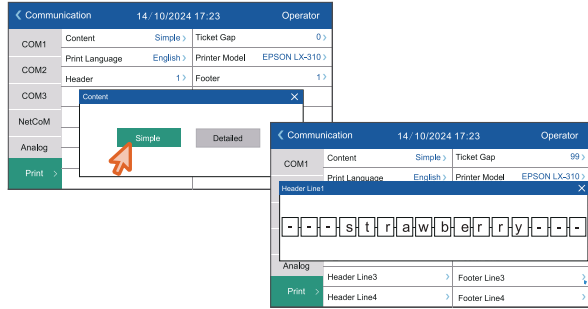 Communication 14/10/2024 17:23 Operator
COM1
COM2
COM3
NetCoM
Analog
Print
Content Simple Ticket Gap 0
Print Language English Printer Model EPSON LX-310
Header 1 Footer 1
Content
Simple Detailed
Communication 14/10/2024 17:23 Operator
COM1
Analog
Print
Content Simple Ticket Gap 99
Print Language English Printer Model EPSON LX-310
Header Line1
- - - s t r a w b e r r y - - -
Header Line3 Footer Line3
Header Line4 Footer Line4